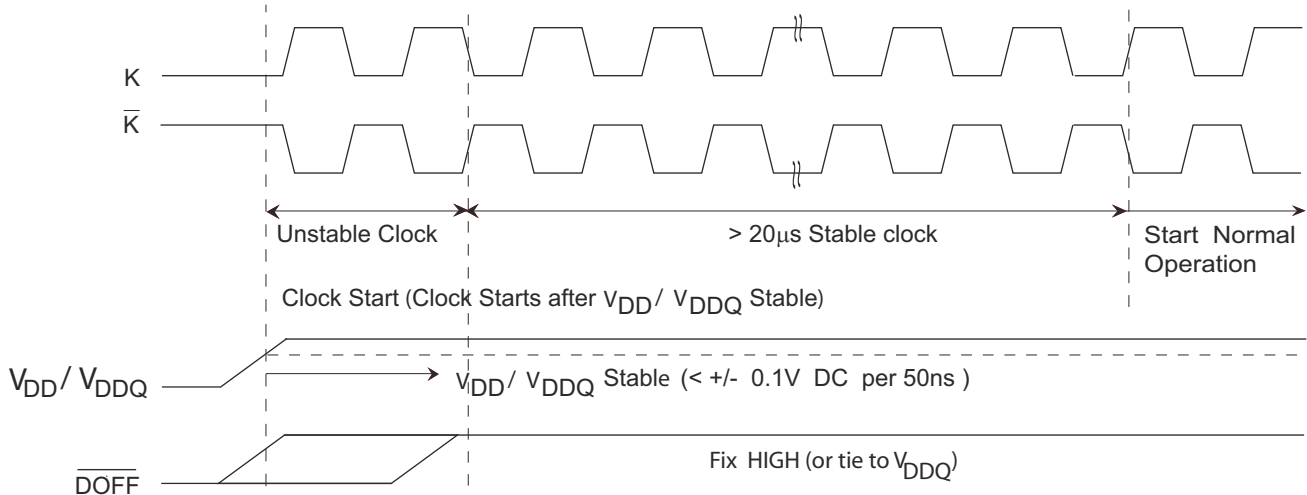 K
K̅
Unstable Clock
> 20μs Stable clock
Start Normal
Operation
Clock Start (Clock Starts after VDD / VDDQ Stable)
VDD / VDDQ
VDD / VDDQ Stable (< +/- 0.1V DC per 50ns )
Fix HIGH (or tie to VDDQ)
D̅O̅F̅F̅